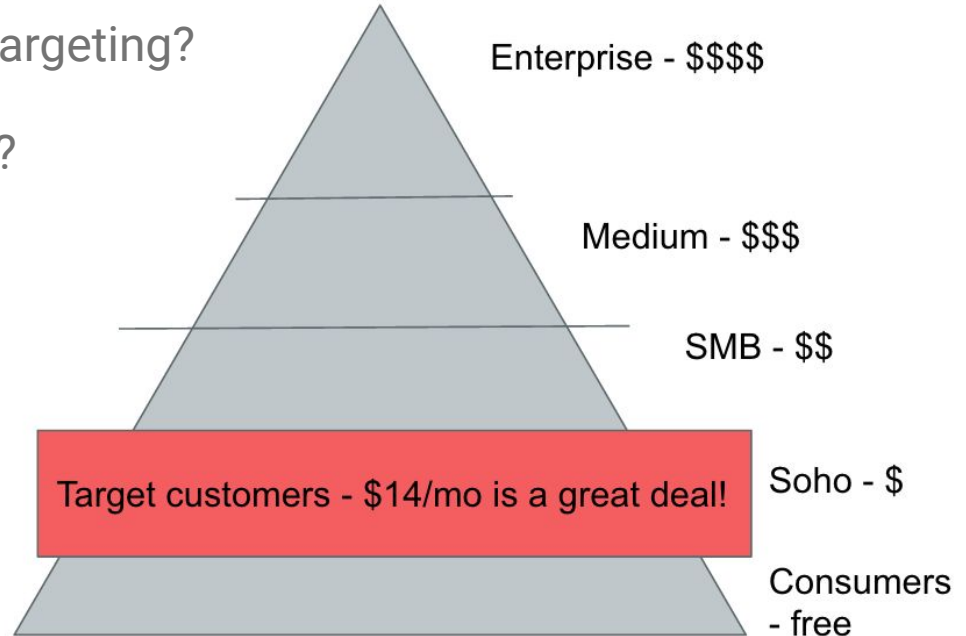 argeting?
?
Enterprise - $$$$
Medium - $$$
SMB - $$
Target customers - $14/mo is a great deal!
Soho - $
Consumers
- free